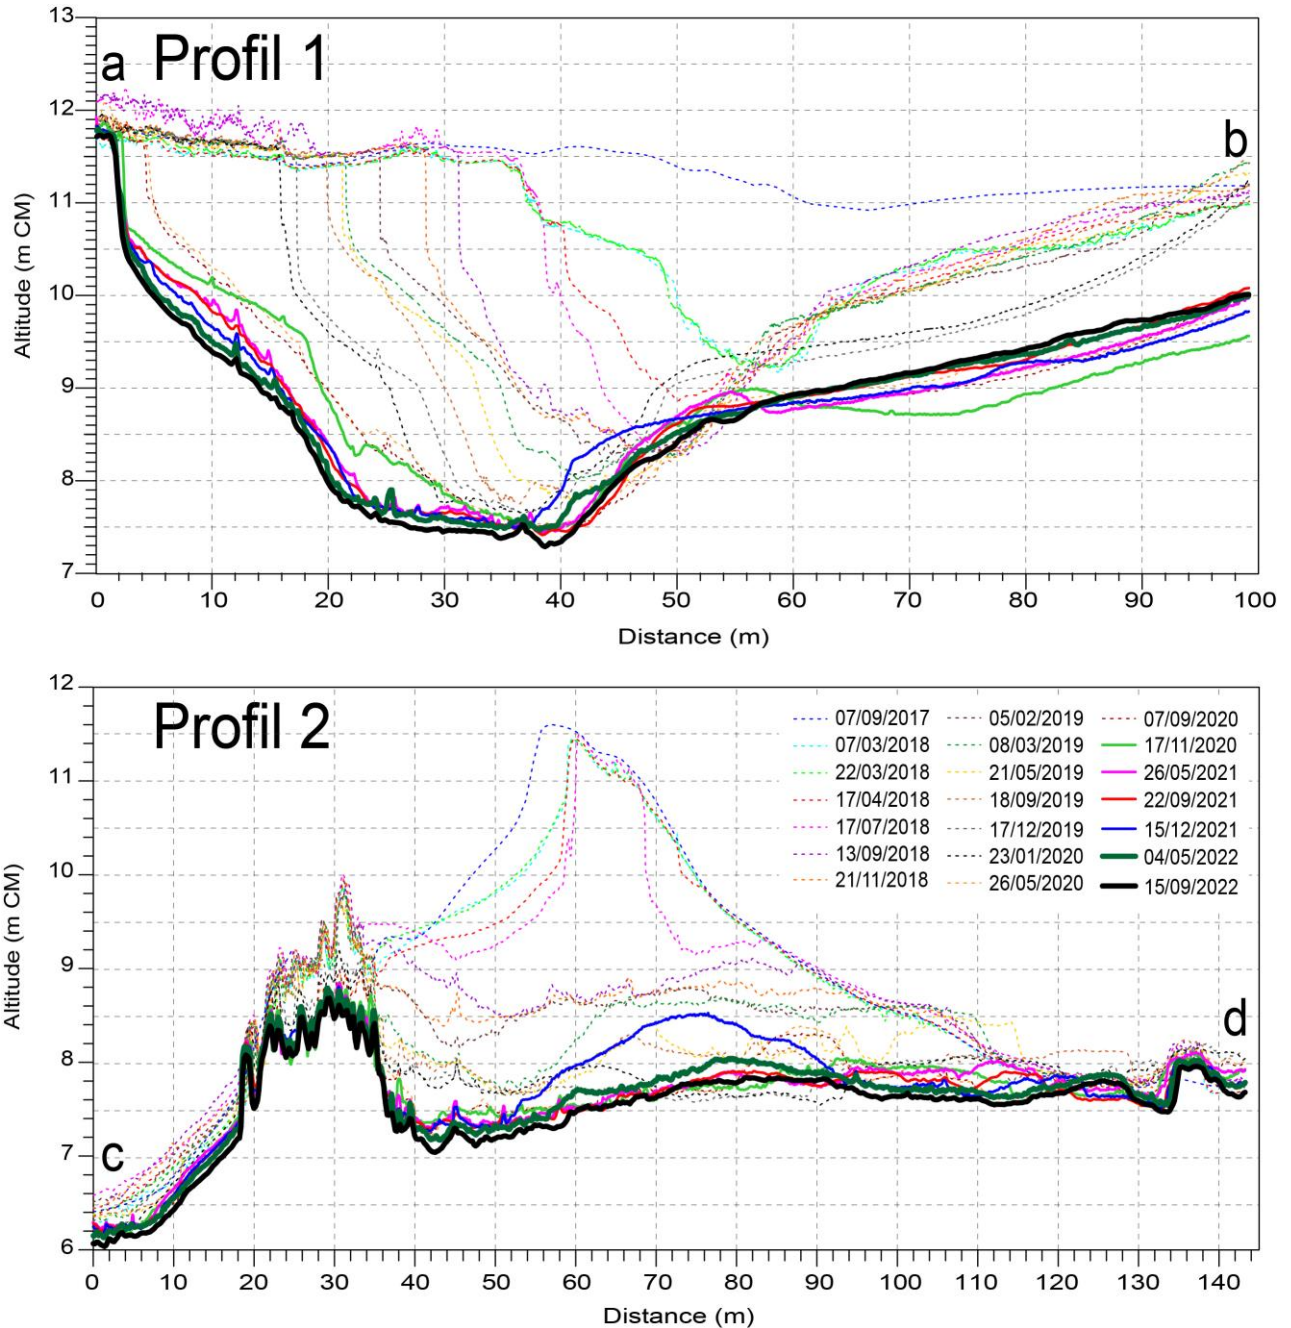 13
a Profil 1
12
b
11
Altitude (m CM)
10
9
8
7
0 10 20 30 40 50 60 70 80 90 100
Distance (m)
12
Profil 2
07/09/2017 05/02/2019 07/09/2020
07/03/2018 08/03/2019 17/11/2020
11
22/03/2018 21/05/2019 26/05/2021
17/04/2018 18/09/2019 22/09/2021
17/07/2018 17/12/2019 15/12/2021
13/09/2018 23/01/2020 04/05/2022
10
21/11/2018 26/05/2020 15/09/2022
Altitude (m CM)
9
d
8
7
c
6
0 10 20 30 40 50 60 70 80 90 100 110 120 130 140
Distance (m)